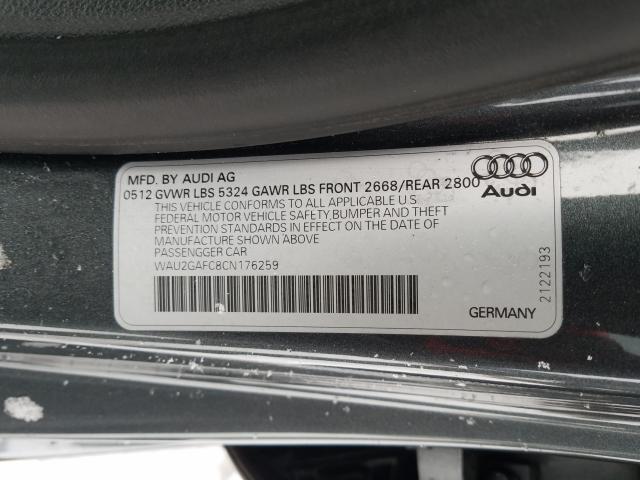 MFD. BY AUDI AG
0512 GVWR LBS 5324 GAWR LBS FRONT 2668/REAR 2800
THIS VEHICLE CONFORMS TO ALL APPLICABLE U.S.
FEDERAL MOTOR VEHICLE SAFETY,BUMPER AND THEFT
PREVENTION STANDARDS IN EFFECT ON THE DATE OF
MANUFACTURE SHOWN ABOVE
PASSENGGER CAR
WAU2GAFC8CN176259
Audi
2122193
GERMANY